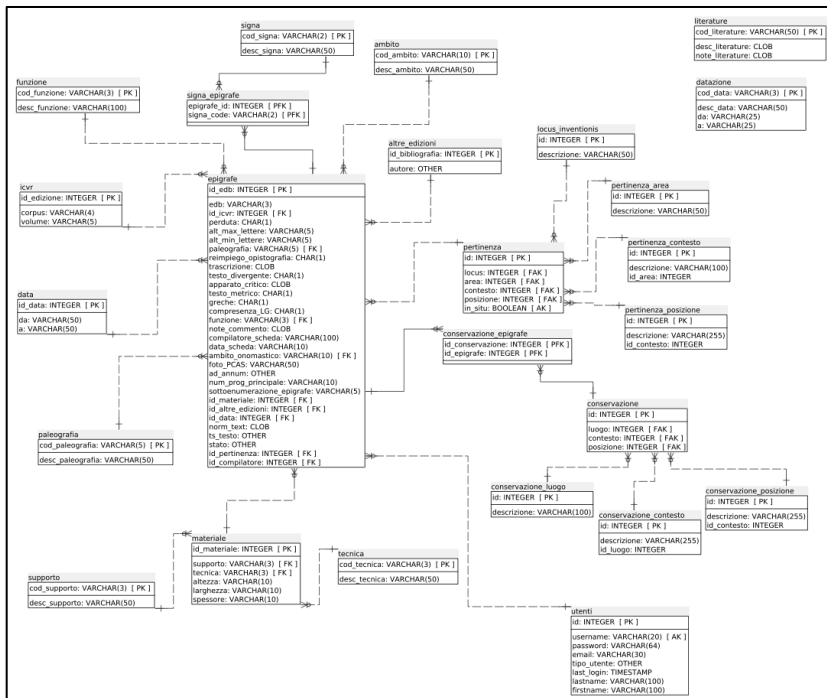 signa
cod_signa: VARCHAR(2) [ PK ]
desc_signa: VARCHAR(50)
ambito
cod_ambito: VARCHAR(10) [ PK ]
desc_ambito: VARCHAR(50)
literature
cod_literature: VARCHAR(50) [ PK ]
desc_literature: CLOB
note_literature: CLOB
funzione
cod_funzione: VARCHAR(3) [ PK ]
desc_funzione: VARCHAR(100)
signa_epigrafe
epigrafe_id: INTEGER [ PFK ]
signa_code: VARCHAR(2) [ PFK ]
datazione
cod_data: VARCHAR(3) [ PK ]
desc_data: VARCHAR(50)
da: VARCHAR(25)
a: VARCHAR(25)
altre_edizioni
id_bibliografia: INTEGER [ PK ]
autore: OTHER
locus_inventionis
id: INTEGER [ PK ]
descrizione: VARCHAR(50)
icvr
id_edizione: INTEGER [ PK ]
corpus: VARCHAR(4)
volume: VARCHAR(5)
epigrafe
id_edb: INTEGER [ PK ]
edb: VARCHAR(3)
id_icvr: INTEGER [ FK ]
perduta: CHAR(1)
alt_max_lettere: VARCHAR(5)
alt_min_lettere: VARCHAR(5)
paleografia: VARCHAR(5) [ FK ]
reimpiego_opistografia: CHAR(1)
trascrizione: CLOB
testo_divergente: CHAR(1)
apparato_critico: CLOB
testo_metrico: CHAR(1)
greche: CHAR(1)
compresenza_LG: CHAR(1)
funzione: VARCHAR(3) [ FK ]
note_commento: CLOB
compilatore_scheda: VARCHAR(100)
data_scheda: VARCHAR(10)
ambito_onomastico: VARCHAR(10) [ FK ]
foto_PCAS: VARCHAR(50)
ad_annum: OTHER
num_prog_principale: VARCHAR(10)
sottoenumerazione_epigrafe: VARCHAR(5)
id_materiale: INTEGER [ FK ]
id_altre_edizioni: INTEGER [ FK ]
id_data: INTEGER [ FK ]
norm_text: CLOB
ts_testo: OTHER
stato: OTHER
id_pertinenza: INTEGER [ FK ]
id_compilatore: INTEGER [ FK ]
pertinenza_area
id: INTEGER [ PK ]
descrizione: VARCHAR(50)
pertinenza
id: INTEGER [ PK ]
locus: INTEGER [ FAK ]
area: INTEGER [ FAK ]
contesto: INTEGER [ FAK ]
posizione: INTEGER [ FAK ]
in_situ: BOOLEAN [ AK ]
pertinenza_contesto
id: INTEGER [ PK ]
descrizione: VARCHAR(100)
id_area: INTEGER
data
id_data: INTEGER [ PK ]
da: VARCHAR(50)
a: VARCHAR(50)
pertinenza_posizione
id: INTEGER [ PK ]
descrizione: VARCHAR(255)
id_contesto: INTEGER
conservazione_epigrafe
id_conservazione: INTEGER [ PFK ]
id_epigrafe: INTEGER [ PFK ]
conservazione
id: INTEGER [ PK ]
luogo: INTEGER [ FAK ]
contesto: INTEGER [ FAK ]
posizione: INTEGER [ FAK ]
paleografia
cod_paleografia: VARCHAR(5) [ PK ]
desc_paleografia: VARCHAR(50)
conservazione_luogo
id: INTEGER [ PK ]
descrizione: VARCHAR(100)
conservazione_posizione
id: INTEGER [ PK ]
descrizione: VARCHAR(255)
id_contesto: INTEGER
conservazione_contesto
id: INTEGER [ PK ]
descrizione: VARCHAR(255)
id_luogo: INTEGER
materiale
id_materiale: INTEGER [ PK ]
supporto: VARCHAR(3) [ FK ]
tecnica: VARCHAR(3) [ FK ]
altezza: VARCHAR(10)
larghezza: VARCHAR(10)
spessore: VARCHAR(10)
tecnica
cod_tecnica: VARCHAR(3) [ PK ]
desc_tecnica: VARCHAR(50)
supporto
cod_supporto: VARCHAR(3) [ PK ]
desc_supporto: VARCHAR(50)
utenti
id: INTEGER [ PK ]
username: VARCHAR(20) [ AK ]
password: VARCHAR(64)
email: VARCHAR(30)
tipo_utente: OTHER
last_login: TIMESTAMP
lastname: VARCHAR(100)
firstname: VARCHAR(100)